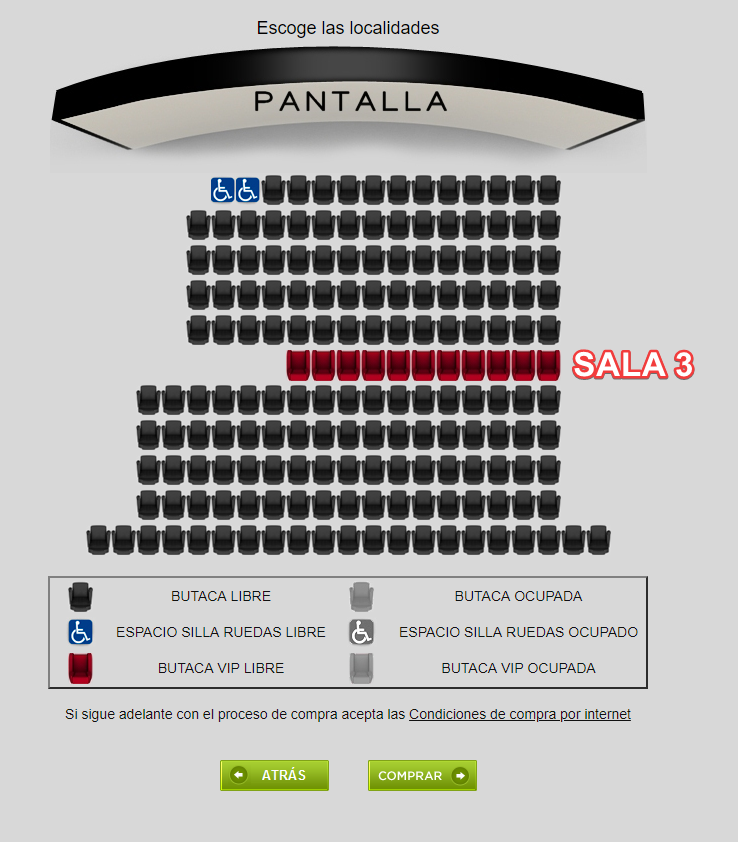 Escoge las localidades
PANTALLA
SALA 3
BUTACA LIBRE
BUTACA OCUPADA
ESPACIO SILLA RUEDAS LIBRE
ESPACIO SILLA RUEDAS OCUPADO
BUTACA VIP LIBRE
BUTACA VIP OCUPADA
Si sigue adelante con el proceso de compra acepta las Condiciones de compra por internet
ATRÁS
COMPRAR